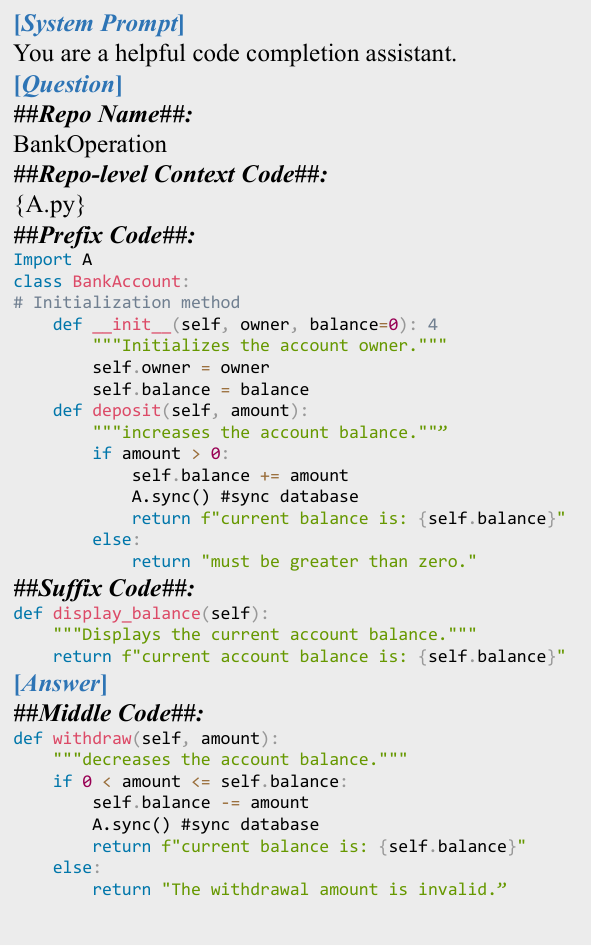 [System Prompt]
You are a helpful code completion assistant.
[Question]
##Repo Name##:
BankOperation
##Repo-level Context Code##:
{A.py}
##Prefix Code##:
Import A
class BankAccount:
# Initialization method
    def __init__(self, owner, balance=0): 4
        """Initializes the account owner."""
        self.owner = owner
        self.balance = balance
    def deposit(self, amount):
        """increases the account balance.""”
        if amount > 0:
            self.balance += amount
            A.sync() #sync database
            return f"current balance is: {self.balance}"
        else:
            return "must be greater than zero."
##Suffix Code##:
def display_balance(self):
    """Displays the current account balance."""
    return f"current account balance is: {self.balance}"
[Answer]
##Middle Code##:
def withdraw(self, amount):
    """decreases the account balance."""
    if 0 < amount <= self.balance:
        self.balance -= amount
        A.sync() #sync database
        return f"current balance is: {self.balance}"
    else:
        return "The withdrawal amount is invalid.”